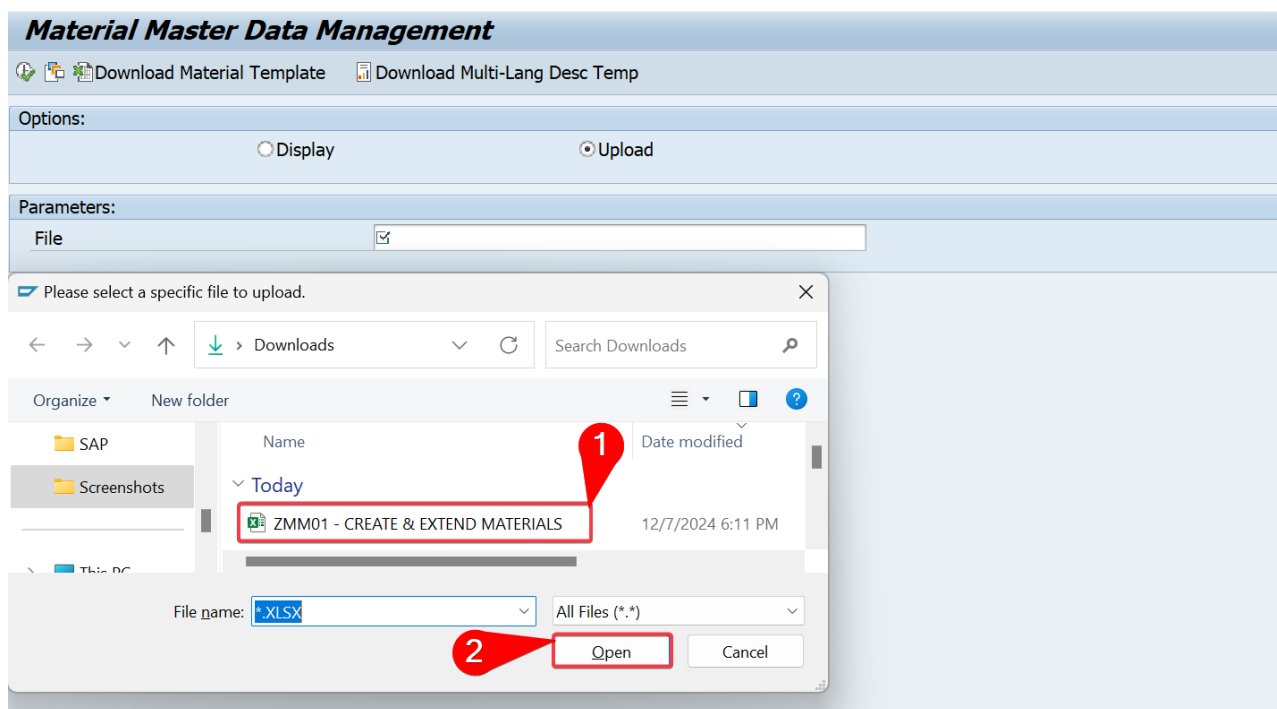 Material Master Data Management
Download Material Template Download Multi-Lang Desc Temp
Options:
Display Upload
Parameters:
File
Please select a specific file to upload.
Downloads Search Downloads
Organize New folder
SAP Name 1 Date modified
Screenshots Today
ZMM01 - CREATE & EXTEND MATERIALS 12/7/2024 6:11 PM
This PC
File name: *.XLSX All Files (*.*)
2 Open Cancel